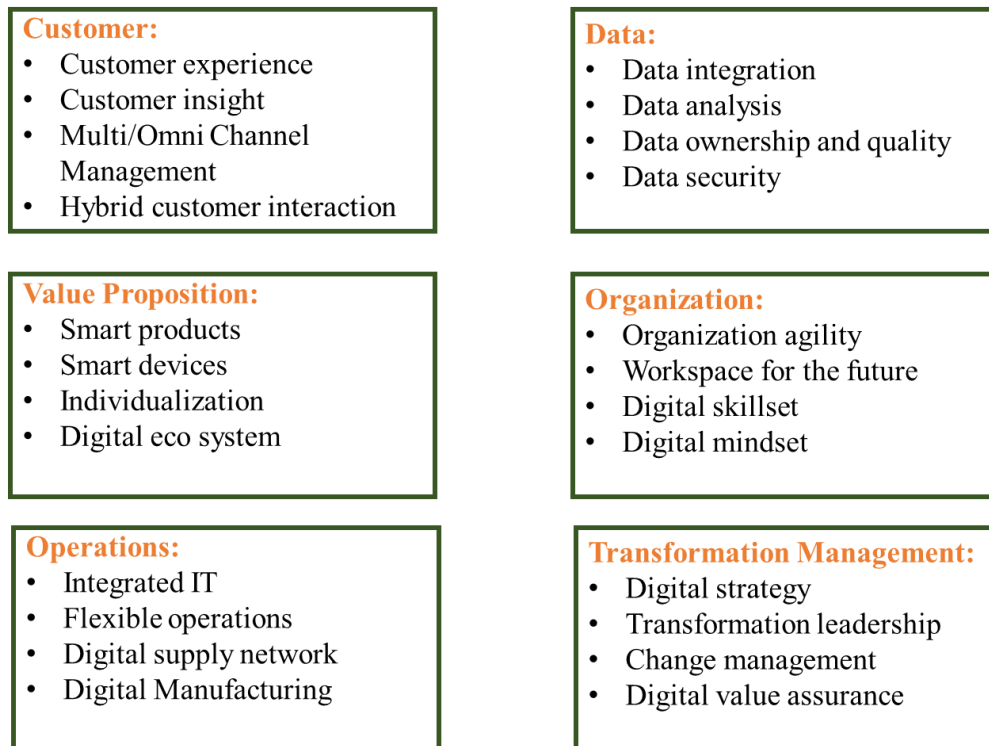 Customer:
• Customer experience
• Customer insight
• Multi/Omni Channel
Management
• Hybrid customer interaction
Data:
• Data integration
• Data analysis
• Data ownership and quality
• Data security
Value Proposition:
• Smart products
• Smart devices
• Individualization
• Digital eco system
Organization:
• Organization agility
• Workspace for the future
• Digital skillset
• Digital mindset
Operations:
• Integrated IT
• Flexible operations
• Digital supply network
• Digital Manufacturing
Transformation Management:
• Digital strategy
• Transformation leadership
• Change management
• Digital value assurance